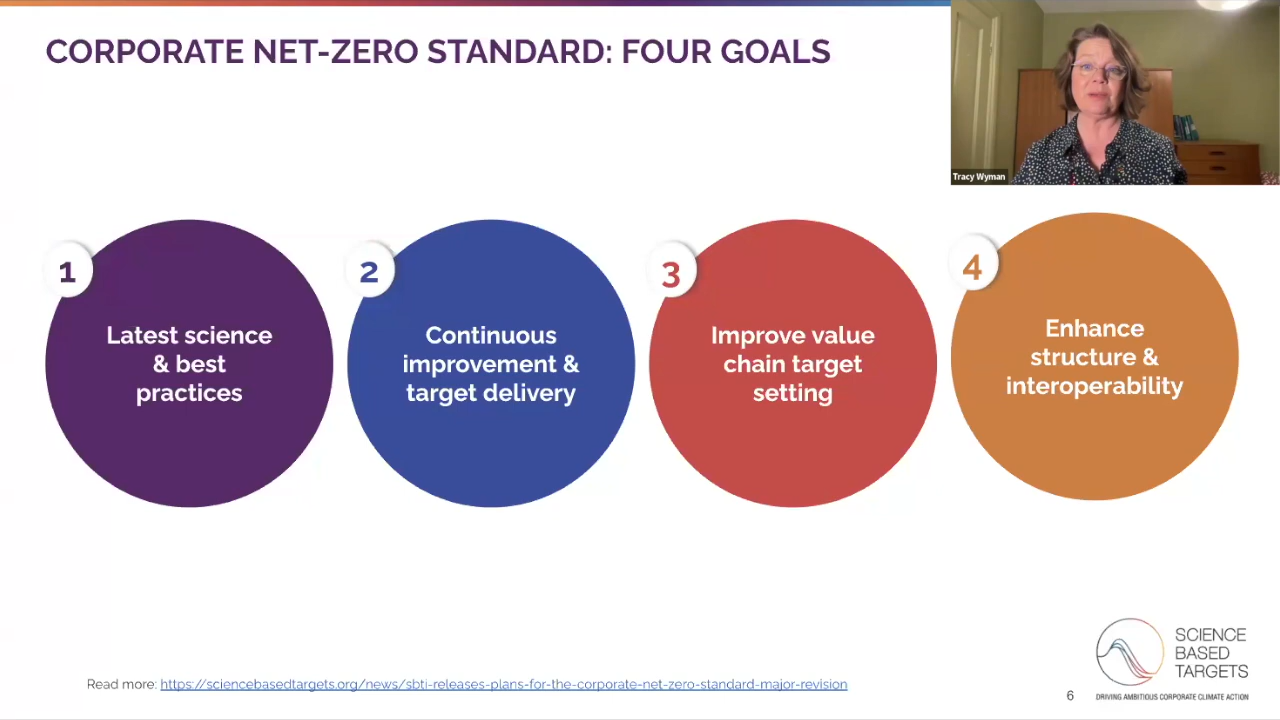 CORPORATE NET-ZERO STANDARD: FOUR GOALS
Tracy Wyman
1
Latest science
& best
practices
2
Continuous
improvement &
target delivery
3
Improve value
chain target
setting
4
Enhance
structure &
interoperability
Read more: https://sciencebasedtargets.org/news/sbti-releases-plans-for-the-corporate-net-zero-standard-major-revision
6
SCIENCE
BASED
TARGETS
DRIVING AMBITIOUS CORPORATE CLIMATE ACTION